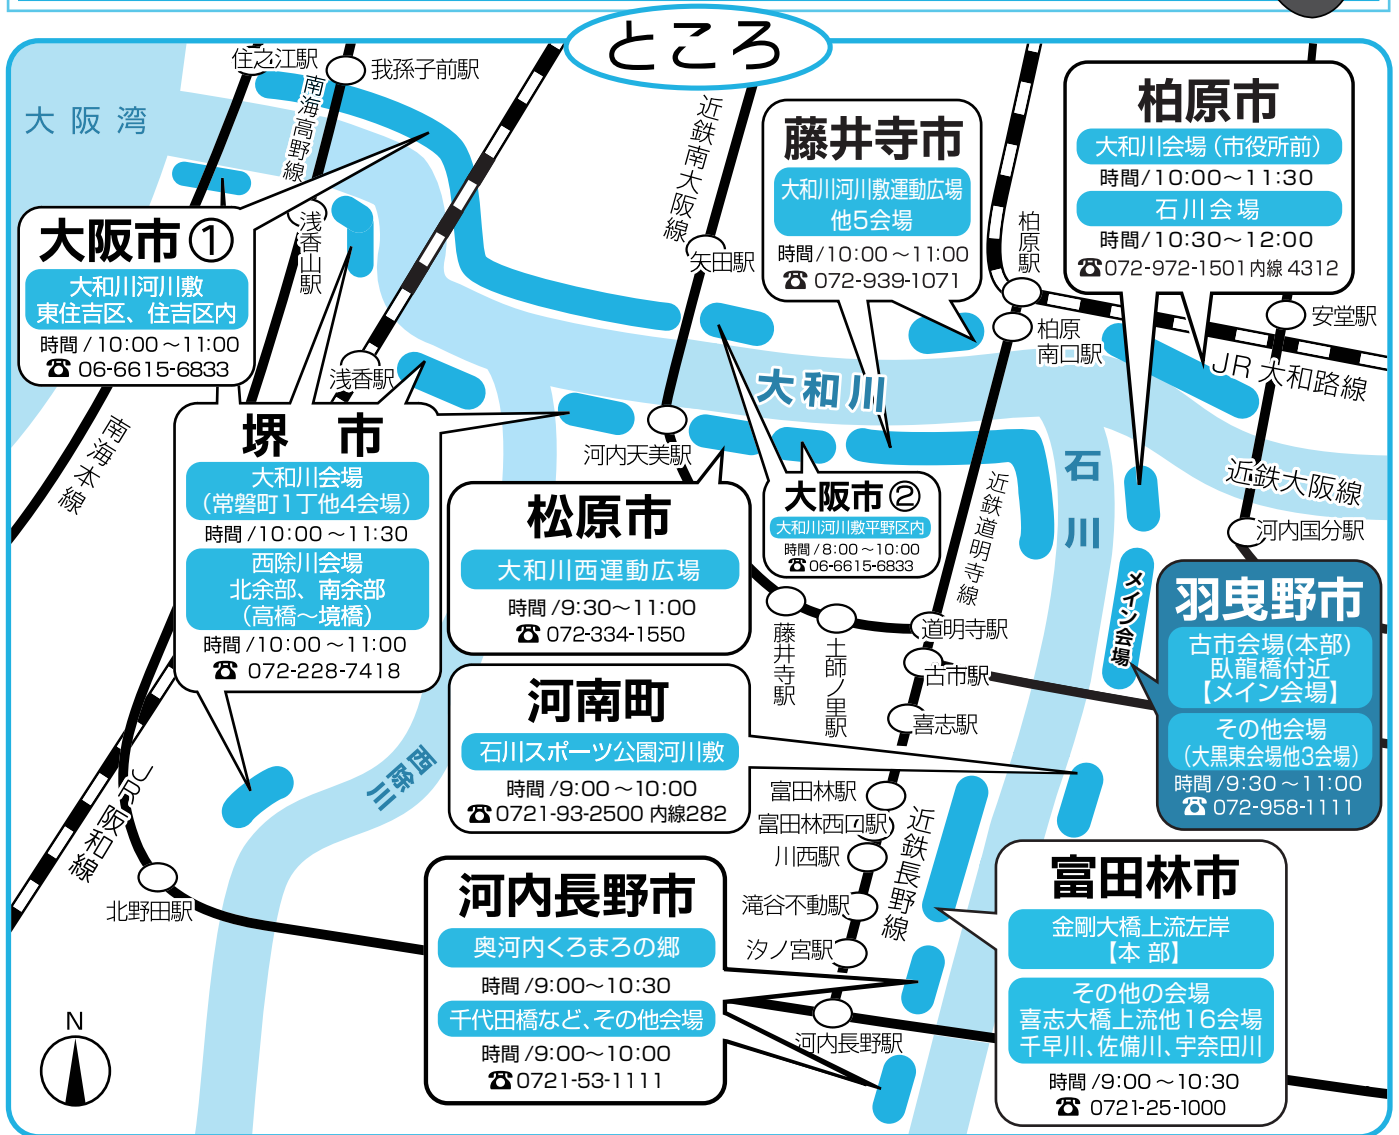 ところ
住之江駅
我孫子前駅
大阪湾
南海高野線
近鉄南大阪線
浅香山駅
矢田駅
柏原駅
柏原
南口駅
安堂駅
JR 大和路線
浅香駅
大和川
南海本線
河内天美駅
石川
近鉄大阪線
河内国分駅
近鉄道明寺線
メイン会場
藤井寺駅
土師ノ里駅
道明寺駅
古市駅
喜志駅
西除川
JR阪和線
北野田駅
富田林駅
富田林西口駅
川西駅
滝谷不動駅
汐ノ宮駅
近鉄長野線
河内長野駅
N
大阪市①
大和川河川敷
東住吉区、住吉区内
時間/10:00~11:00
☎ 06-6615-6833
藤井寺市
大和川河川敷運動広場
他5会場
時間/10:00~11:00
☎ 072-939-1071
柏原市
大和川会場(市役所前)
時間/10:00~11:30
石川会場
時間/10:30~12:00
☎072-972-1501内線 4312
堺 市
大和川会場
(常磐町1丁他4会場)
時間/10:00~11:30
西除川会場
北余部、南余部
(高橋~境橋)
時間/10:00~11:00
☎ 072-228-7418
松原市
大和川西運動広場
時間/9:30~11:00
☎ 072-334-1550
大阪市②
大和川河川敷平野区内
時間/8:00~10:00
☎06-6615-6833
羽曳野市
古市会場(本部)
臥龍橋付近
【メイン会場】
その他会場
(大黒東会場他3会場)
時間/9:30~11:00
☎ 072-958-1111
河南町
石川スポーツ公園河川敷
時間/9:00~10:00
☎0721-93-2500 内線282
河内長野市
奥河内くろまろの郷
時間/9:00~10:30
千代田橋など、その他会場
時間/9:00~10:00
☎0721-53-1111
富田林市
金剛大橋上流左岸
【本 部】
その他の会場
喜志大橋上流他16会場
千早川、佐備川、宇奈田川
時間/9:00~10:30
☎ 0721-25-1000